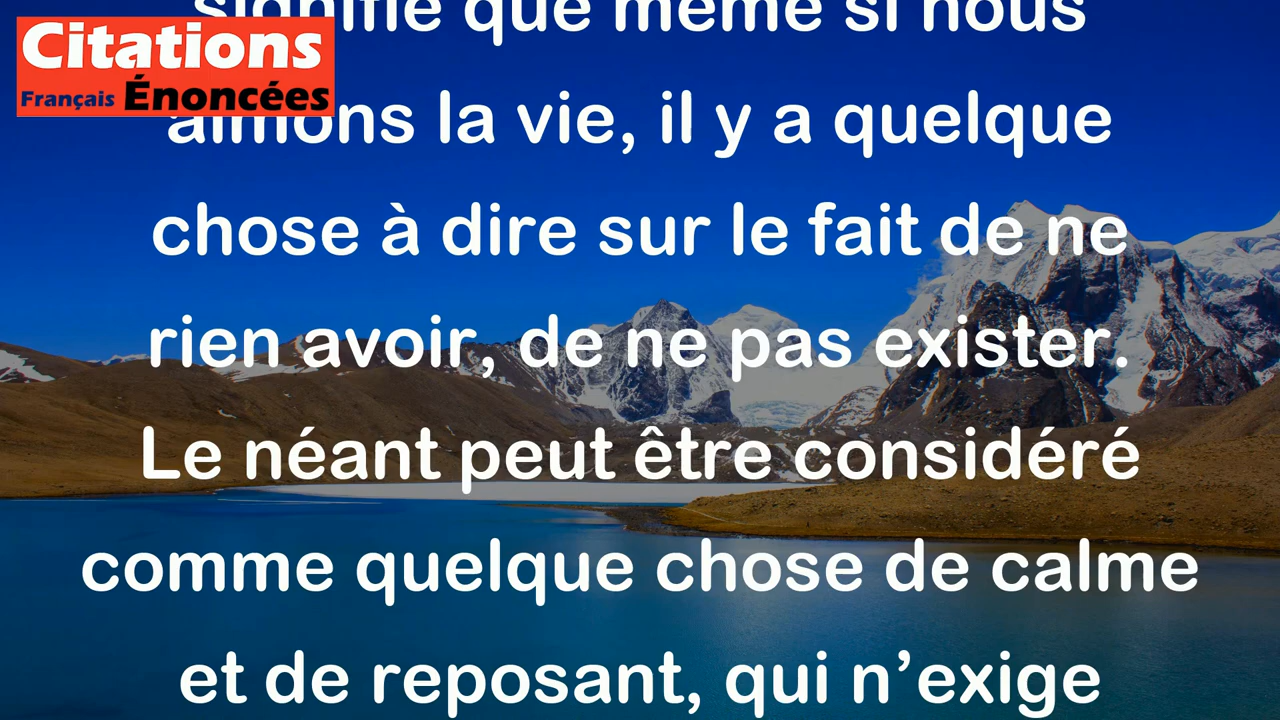 Citations
Français Énoncées
signifie que même si nous
aimons la vie, il y a quelque
chose à dire sur le fait de ne
rien avoir, de ne pas exister.
Le néant peut être considéré
comme quelque chose de calme
et de reposant, qui n’exige